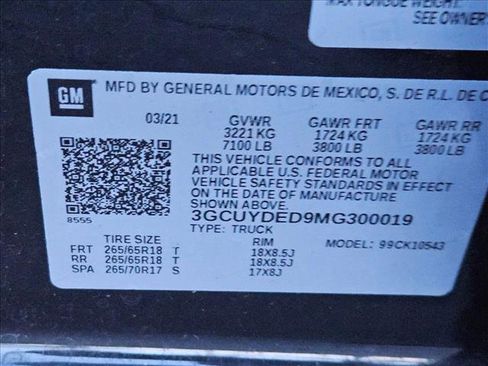 MAX TONGUE WEIGHT:
SEE OWNER
GM
MFD BY GENERAL MOTORS DE MEXICO, S. DE R.L. DE C
03/21 GVWR GAWR FRT GAWR RR
3221 KG 1724 KG 1724 KG
7100 LB 3800 LB 3800 LB
THIS VEHICLE CONFORMS TO ALL
APPLICABLE U.S. FEDERAL MOTOR
VEHICLE SAFETY STANDARDS IN EFFECT
ON THE DATE OF MANUFACTURE
SHOWN ABOVE.
8555 3GCUYDED9MG300019
TYPE: TRUCK MODEL: 99CK10543
TIRE SIZE RIM
FRT 265/65R18 T 18X8.5J
RR 265/65R18 T 18X8.5J
SPA 265/70R17 S 17X8J